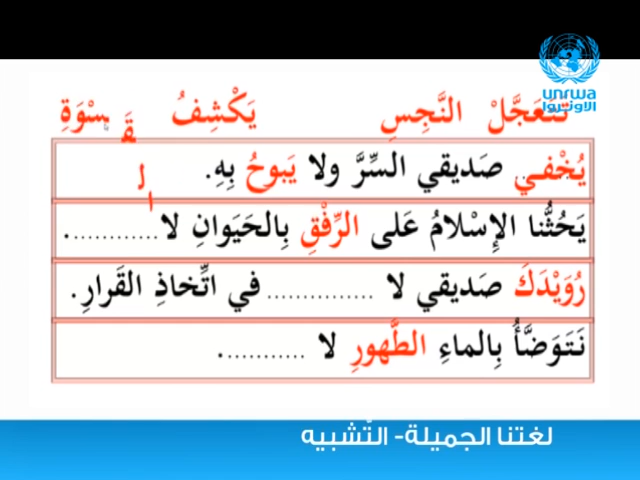 unrwa
الأونروا
تَتَعَجَّلْ النَّجِسِ يَكْشِفُ
يُخْفي صَديقي السِّرَّ ولا يَبوحُ بِهِ.
يَحُثُّنا الإِسْلامُ عَلى الرِّفْقِ بِالحَيَوانِ لا............
رُوَيْدَكَ صَديقي لا ............... في اتِّخاذِ القَرارِ.
نَتَوَضَّأُ بِالماءِ الطَّهورِ لا ............
لغتنا الجميلة- التّشبيه